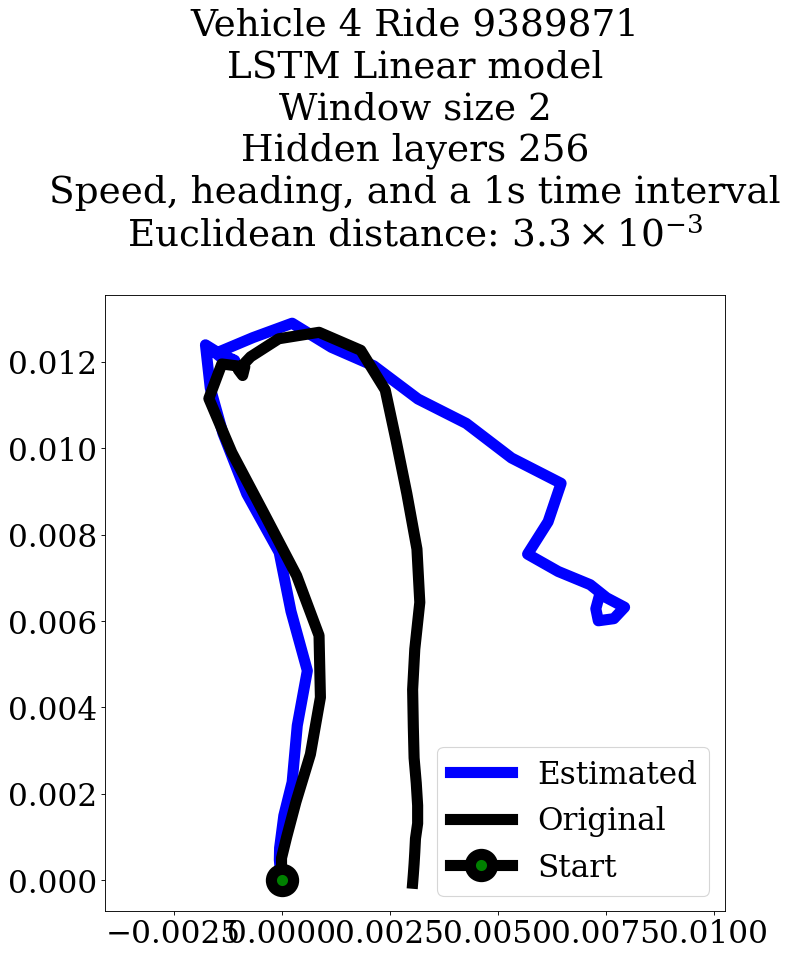 Vehicle 4 Ride 9389871
LSTM Linear model
Window size 2
Hidden layers 256
Speed, heading, and a 1s time interval
Euclidean distance: 3.3 × 10⁻³
0.012
0.010
0.008
0.006
0.004
0.002
0.000
Estimated
Original
Start
−0.0025 0.0000 0.0025 0.0050 0.0075 0.0100